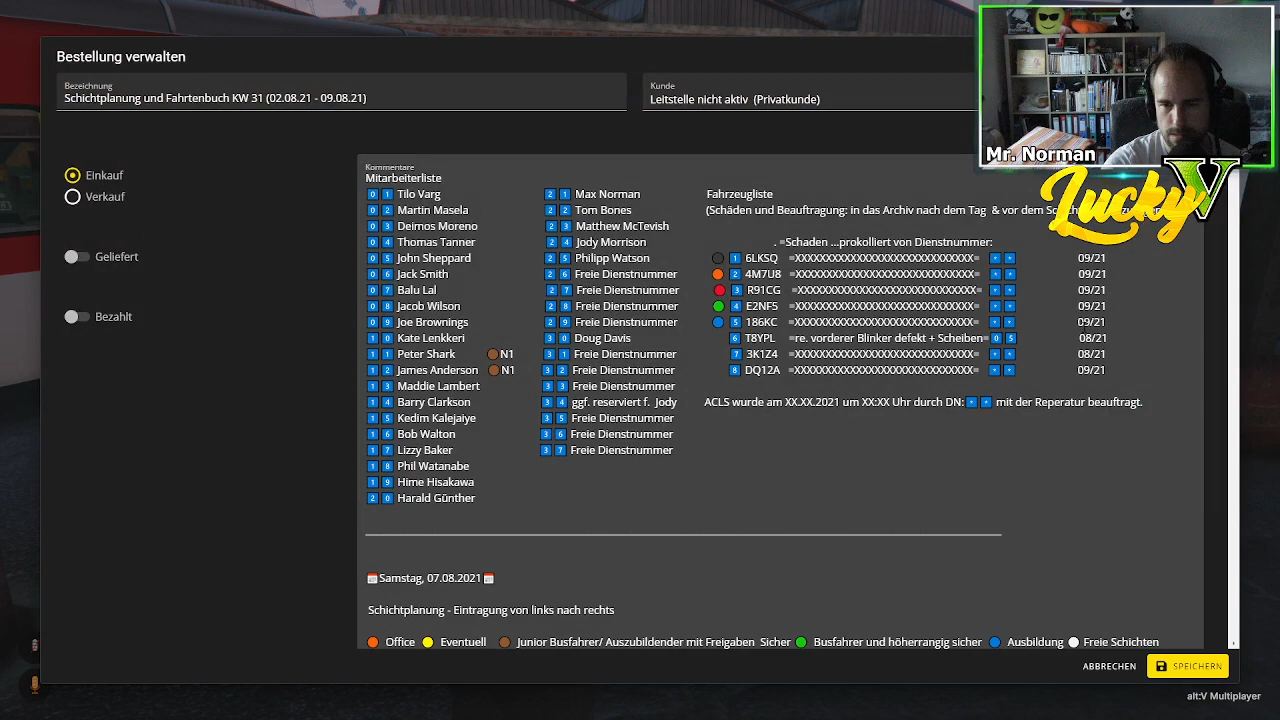 Bestellung verwalten
Bezeichnung
Schichtplanung und Fahrtenbuch KW 31 (02.08.21 - 09.08.21)
Kunde
Leitstelle nicht aktiv (Privatkunde)
Mr. Norman
LuckyV
Einkauf
Verkauf
Geliefert
Bezahlt
Kommentare
Mitarbeiterliste
0 1 Tilo Varg 2 1 Max Norman Fahrzeugliste
0 2 Martin Masela 2 2 Tom Bones (Schäden und Beauftragung: in das Archiv nach dem Tag & vor dem
0 3 Deimos Moreno 2 3 Matthew McTevish
0 4 Thomas Tanner 2 4 Jody Morrison . =Schaden ...prokolliert von Dienstnummer:
0 5 John Sheppard 2 5 Philipp Watson 1 6LKSQ =XXXXXXXXXXXXXXXXXXXXXXXXXXXX= * * 09/21
0 6 Jack Smith 2 6 Freie Dienstnummer 2 4M7U8 =XXXXXXXXXXXXXXXXXXXXXXXXXXXX= * * 09/21
0 7 Balu Lal 2 7 Freie Dienstnummer 3 R91CG =XXXXXXXXXXXXXXXXXXXXXXXXXXXX= * * 09/21
0 8 Jacob Wilson 2 8 Freie Dienstnummer 4 E2NF5 =XXXXXXXXXXXXXXXXXXXXXXXXXXXX= * * 09/21
0 9 Joe Brownings 2 9 Freie Dienstnummer 5 186KC =XXXXXXXXXXXXXXXXXXXXXXXXXXXX= * * 09/21
1 0 Kate Lenkkeri 3 0 Doug Davis 6 T8YPL =re. vorderer Blinker defekt + Scheiben= 0 5 08/21
1 1 Peter Shark N1 3 1 Freie Dienstnummer 7 3K1Z4 =XXXXXXXXXXXXXXXXXXXXXXXXXXXX= * * 08/21
1 2 James Anderson N1 3 2 Freie Dienstnummer 8 DQ12A =XXXXXXXXXXXXXXXXXXXXXXXXXXXX= * * 09/21
1 3 Maddie Lambert 3 3 Freie Dienstnummer
1 4 Barry Clarkson 3 4 ggf. reserviert f. Jody ACLS wurde am XX.XX.2021 um XX:XX Uhr durch DN: * * mit der Reperatur beauftragt.
1 5 Kedim Kalejaiye 3 5 Freie Dienstnummer
1 6 Bob Walton 3 6 Freie Dienstnummer
1 7 Lizzy Baker 3 7 Freie Dienstnummer
1 8 Phil Watanabe
1 9 Hime Hisakawa
2 0 Harald Günther
Samstag, 07.08.2021
Schichtplanung - Eintragung von links nach rechts
Office Eventuell Junior Busfahrer/ Auszubildender mit Freigaben Sicher Busfahrer und höherrangig sicher Ausbildung Freie Schichten
ABBRECHEN SPEICHERN
alt:V Multiplayer